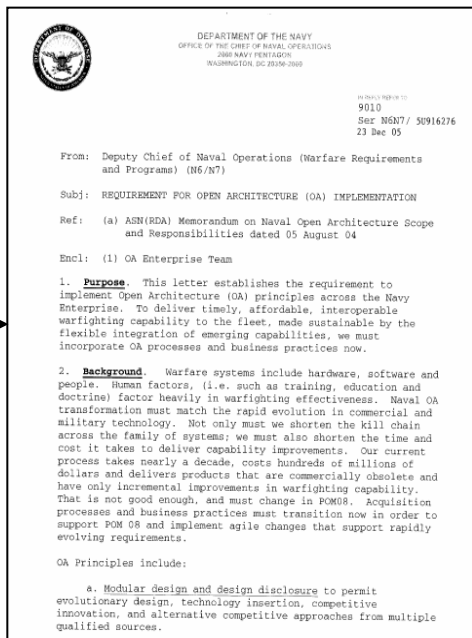 DEPARTMENT OF THE NAVY
OFFICE OF THE CHIEF OF NAVAL OPERATIONS
2000 NAVY PENTAGON
WASHINGTON, DC 20350-2000
IN REPLY REFER TO
9010
Ser N6N7/ 5U916276
23 Dec 05
From: Deputy Chief of Naval Operations (Warfare Requirements
and Programs) (N6/N7)
Subj: REQUIREMENT FOR OPEN ARCHITECTURE (OA) IMPLEMENTATION
Ref: (a) ASN(RDA) Memorandum on Naval Open Architecture Scope
and Responsibilities dated 05 August 04
Encl: (1) OA Enterprise Team
1. Purpose. This letter establishes the requirement to
implement Open Architecture (OA) principles across the Navy
Enterprise. To deliver timely, affordable, interoperable
warfighting capability to the fleet, made sustainable by the
flexible integration of emerging capabilities, we must
incorporate OA processes and business practices now.
2. Background. Warfare systems include hardware, software and
people. Human factors, (i.e. such as training, education and
doctrine) factor heavily in warfighting effectiveness. Naval OA
transformation must match the rapid evolution in commercial and
military technology. Not only must we shorten the kill chain
across the family of systems; we must also shorten the time and
cost it takes to deliver capability improvements. Our current
process takes nearly a decade, costs hundreds of millions of
dollars and delivers products that are commercially obsolete and
have only incremental improvements in warfighting capability.
That is not good enough, and must change in POM08. Acquisition
processes and business practices must transition now in order to
support POM 08 and implement agile changes that support rapidly
evolving requirements.
OA Principles include:
a. Modular design and design disclosure to permit
evolutionary design, technology insertion, competitive
innovation, and alternative competitive approaches from multiple
qualified sources.